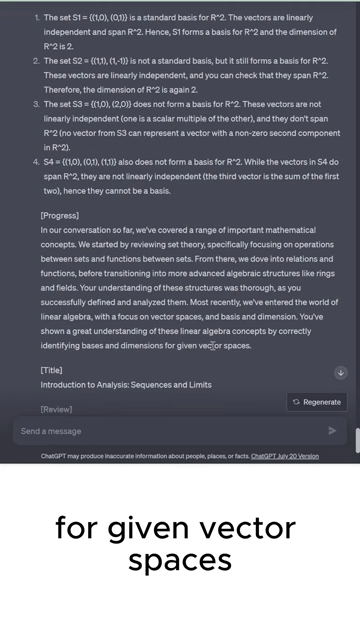 1. The set S1 = {(1,0), (0,1)} is a standard basis for R^2. The vectors are linearly
independent and span R^2. Hence, S1 forms a basis for R^2 and the dimension of
R^2 is 2.
2. The set S2 = {(1,1), (1,-1)} is not a standard basis, but it still forms a basis for R^2.
These vectors are linearly independent, and you can check that they span R^2.
Therefore, the dimension of R^2 is again 2.
3. The set S3 = {(1,0), (2,0)} does not form a basis for R^2. These vectors are not
linearly independent (one is a scalar multiple of the other), and they don't span
R^2 (no vector from S3 can represent a vector with a non-zero second component
in R^2).
4. S4 = {(1,0), (0,1), (1,1)} also does not form a basis for R^2. While the vectors in S4 do
span R^2, they are not linearly independent (the third vector is the sum of the first
two), hence they cannot be a basis.
[Progress]
In our conversation so far, we've covered a range of important mathematical
concepts. We started by reviewing set theory, specifically focusing on operations
between sets and functions between sets. From there, we dove into relations and
functions, before transitioning into more advanced algebraic structures like rings
and fields. Your understanding of these structures was thorough, as you
successfully defined and analyzed them. Most recently, we've entered the world of
linear algebra, with a focus on vector spaces, and basis and dimension. You've
shown a great understanding of these linear algebra concepts by correctly
identifying bases and dimensions for given vector spaces.
[Title]
Introduction to Analysis: Sequences and Limits
[Review]
Regenerate
Send a message
ChatGPT may produce inaccurate information about people, places, or facts. ChatGPT July 20 Version
for given vector
spaces